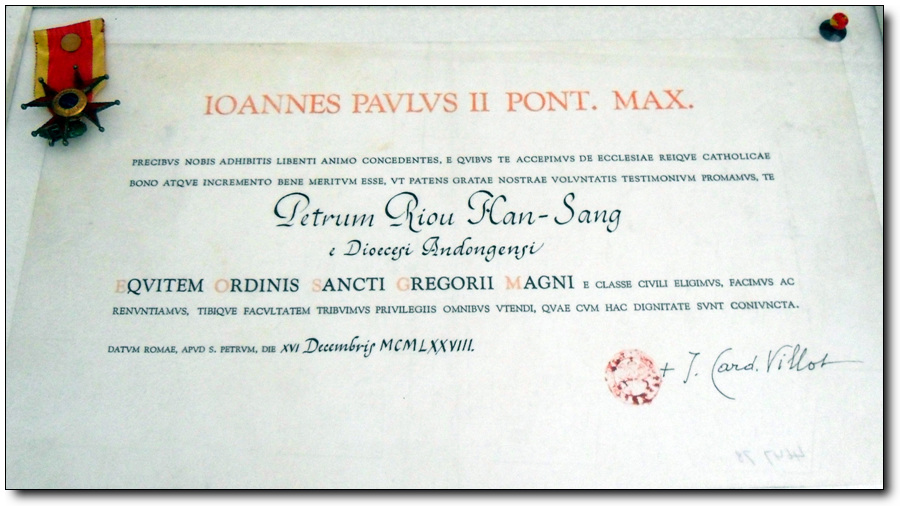 IOANNES PAVLVS II PONT. MAX.
PRECIBVS NOBIS ADHIBITIS LIBENTI ANIMO CONCEDENTES, E QVIBVS TE ACCEPIMVS DE ECCLESIAE REIQVE CATHOLICAE
BONO ATQVE INCREMENTO BENE MERITVM ESSE, VT PATENS GRATAE NOSTRAE VOLVNTATIS TESTIMONIVM PROMAMVS, TE
Petrum Riou Han-Sang
e Dioecesi Andongensi
EQVITEM ORDINIS SANCTI GREGORII MAGNI E CLASSE CIVILI ELIGIMVS, FACIMVS AC
RENVNTIAMVS, TIBIQVE FACVLTATEM TRIBVIMVS PRIVILEGIIS OMNIBVS VTENDI, QVAE CVM HAC DIGNITATE SVNT CONIVNCTA.
DATVM ROMAE, APVD S. PETRVM, DIE XVI Decembris MCMLXXVIII.
+ J. Card. Villot